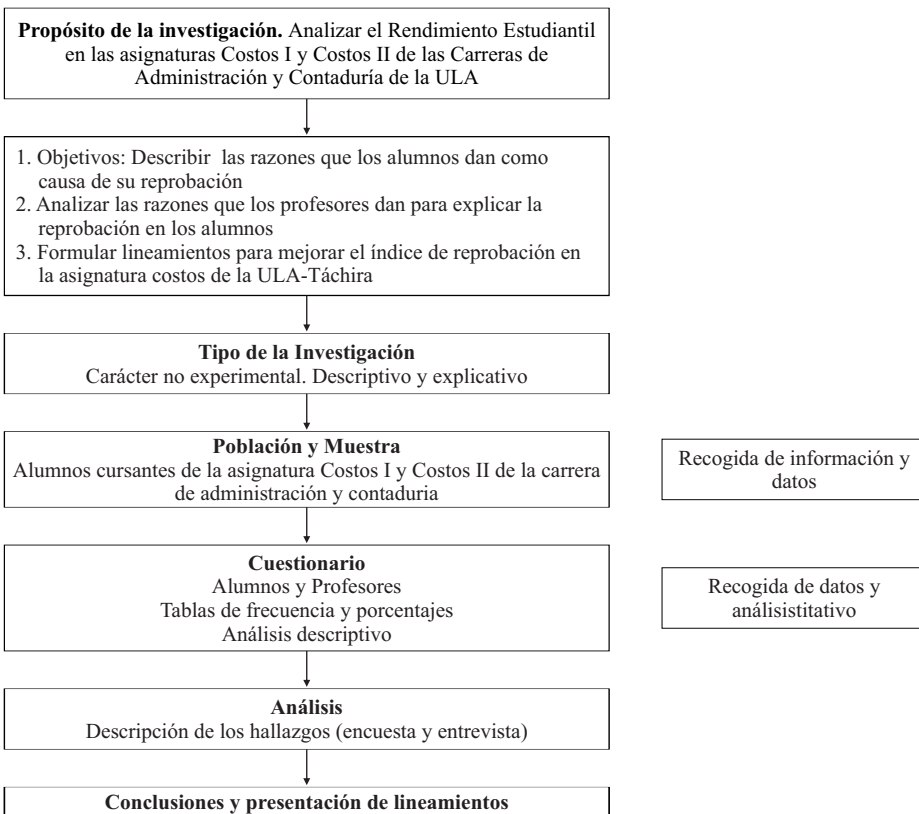 Propósito de la investigación. Analizar el Rendimiento Estudiantil
en las asignaturas Costos I y Costos II de las Carreras de
Administración y Contaduría de la ULA
1. Objetivos: Describir las razones que los alumnos dan como
causa de su reprobación
2. Analizar las razones que los profesores dan para explicar la
reprobación en los alumnos
3. Formular lineamientos para mejorar el índice de reprobación en
la asignatura costos de la ULA-Táchira
Tipo de la Investigación
Carácter no experimental. Descriptivo y explicativo
Población y Muestra
Alumnos cursantes de la asignatura Costos I y Costos II de la carrera
de administración y contaduria
Recogida de información y
datos
Cuestionario
Alumnos y Profesores
Tablas de frecuencia y porcentajes
Análisis descriptivo
Recogida de datos y
análisistitativo
Análisis
Descripción de los hallazgos (encuesta y entrevista)
Conclusiones y presentación de lineamientos